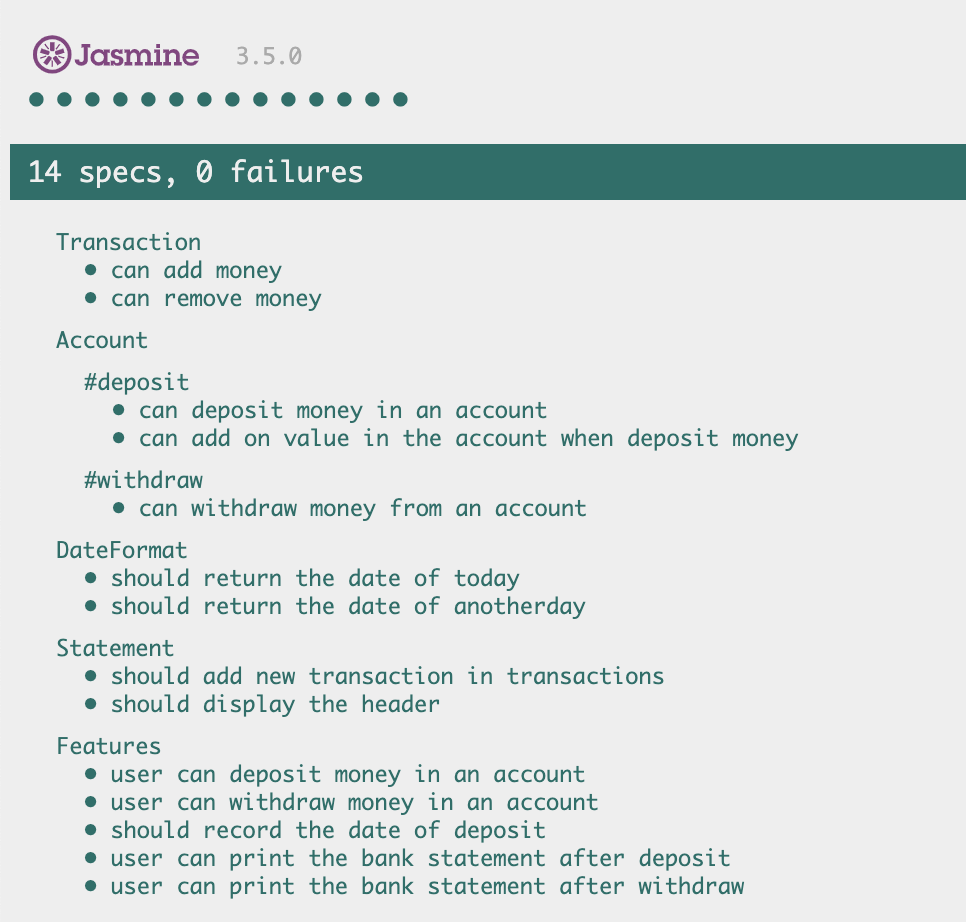 Jasmine 3.5.0
14 specs, 0 failures
Transaction
• can add money
• can remove money
Account
#deposit
• can deposit money in an account
• can add on value in the account when deposit money
#withdraw
• can withdraw money from an account
DateFormat
• should return the date of today
• should return the date of anotherday
Statement
• should add new transaction in transactions
• should display the header
Features
• user can deposit money in an account
• user can withdraw money in an account
• should record the date of deposit
• user can print the bank statement after deposit
• user can print the bank statement after withdraw